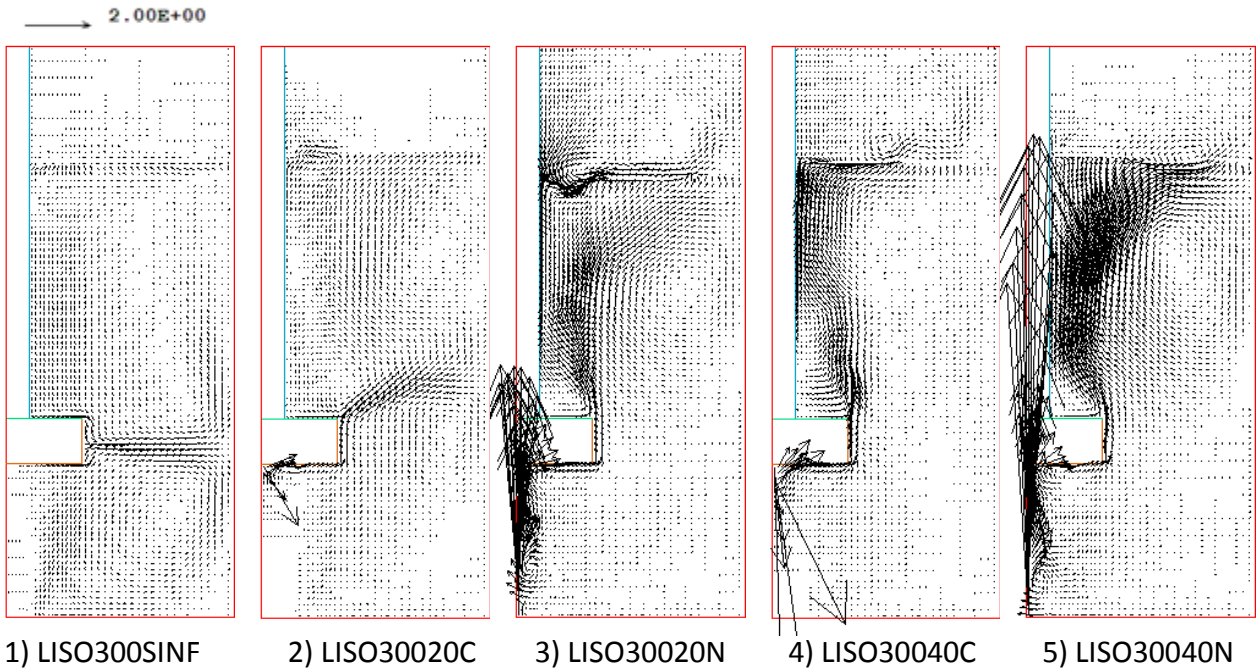 2.00E+00
1) LISO300SINF
2) LISO30020C
3) LISO30020N
4) LISO30040C
5) LISO30040N